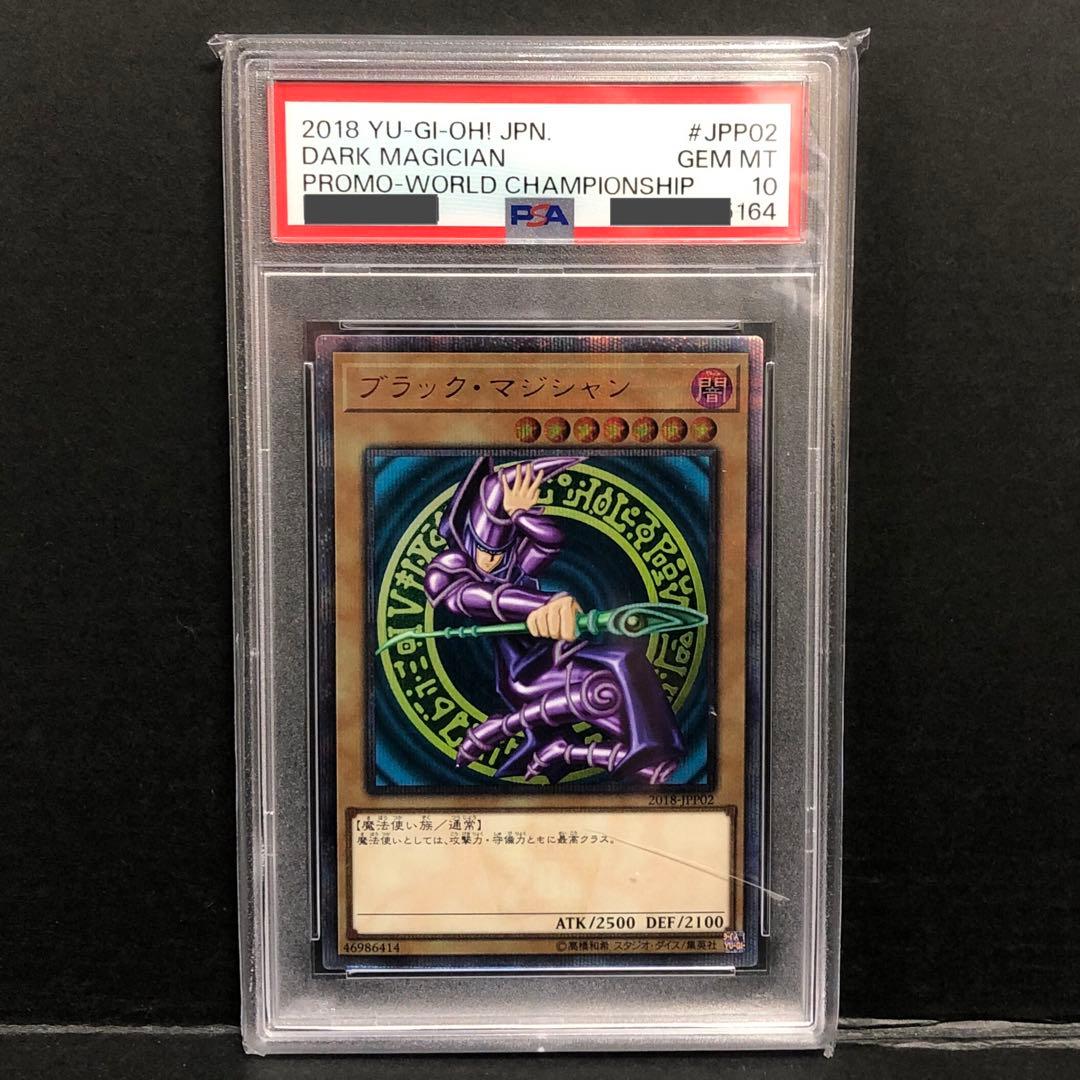 2018 YU-GI-OH! JPN. #JPP02
DARK MAGICIAN GEM MT
PROMO-WORLD CHAMPIONSHIP 10
PSA 164
ブラック・マジシャン 闇
2018-JPP02
【魔法使い族/通常】
魔法使いとしては、攻撃力・守備力ともに最高クラス。
ATK/2500 DEF/2100
46986414 ©高橋和希 スタジオ・ダイス/集英社